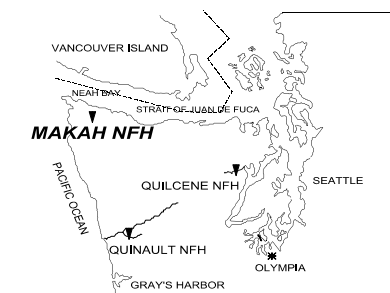 VANCOUVER ISLAND
NEAH BAY
STRAIT OF JUAN DE FUCA
MAKAH NFH
PACIFIC OCEAN
QUILCENE NFH
SEATTLE
QUINAULT NFH
OLYMPIA
GRAY'S HARBOR